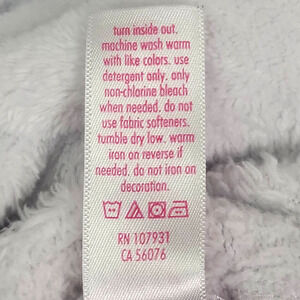 turn inside out.
machine wash warm
with like colors. use
detergent only. only
non-chlorine bleach
when needed. do not
use fabric softeners.
tumble dry low. warm
iron on reverse if
needed. do not iron on
decoration.
RN 107931
CA 56076